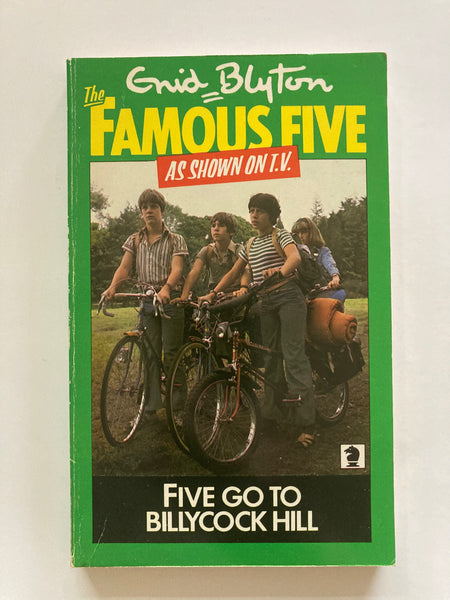 Enid Blyton
The
FAMOUS FIVE
AS SHOWN ON T.V.
FIVE GO TO
BILLYCOCK HILL